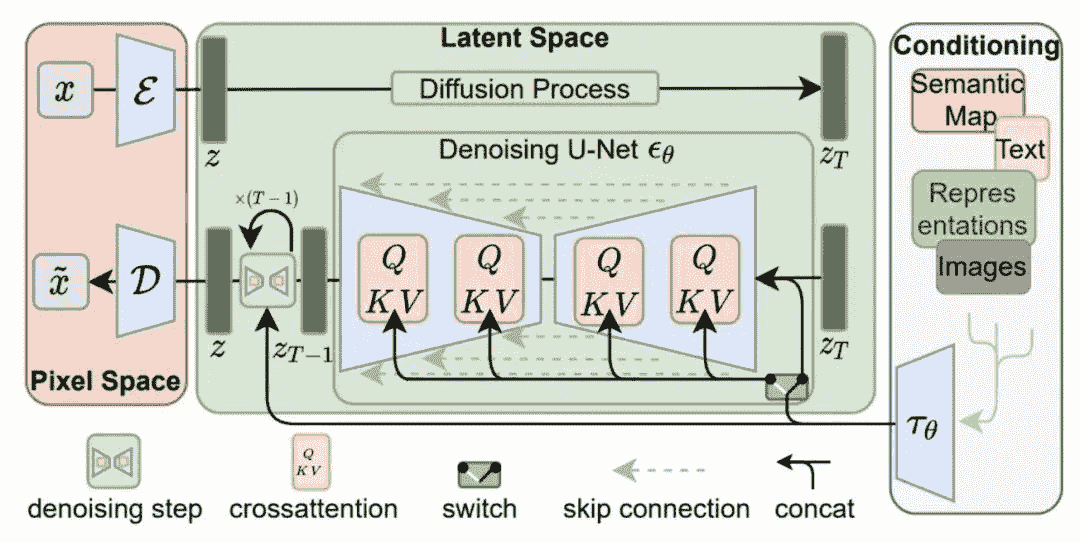 Latent Space
Conditioning
x
ℰ
z
Diffusion Process
z_T
Semantic
Map
Text
Repres
entations
Images
Denoising U-Net ϵ_θ
×(T−1)
Q
K V
Q
K V
Q
K V
Q
K V
x̃
𝒟
z
z_{T−1}
z_T
Pixel Space
τ_θ
Q
K V
denoising step
crossattention
switch
skip connection
concat